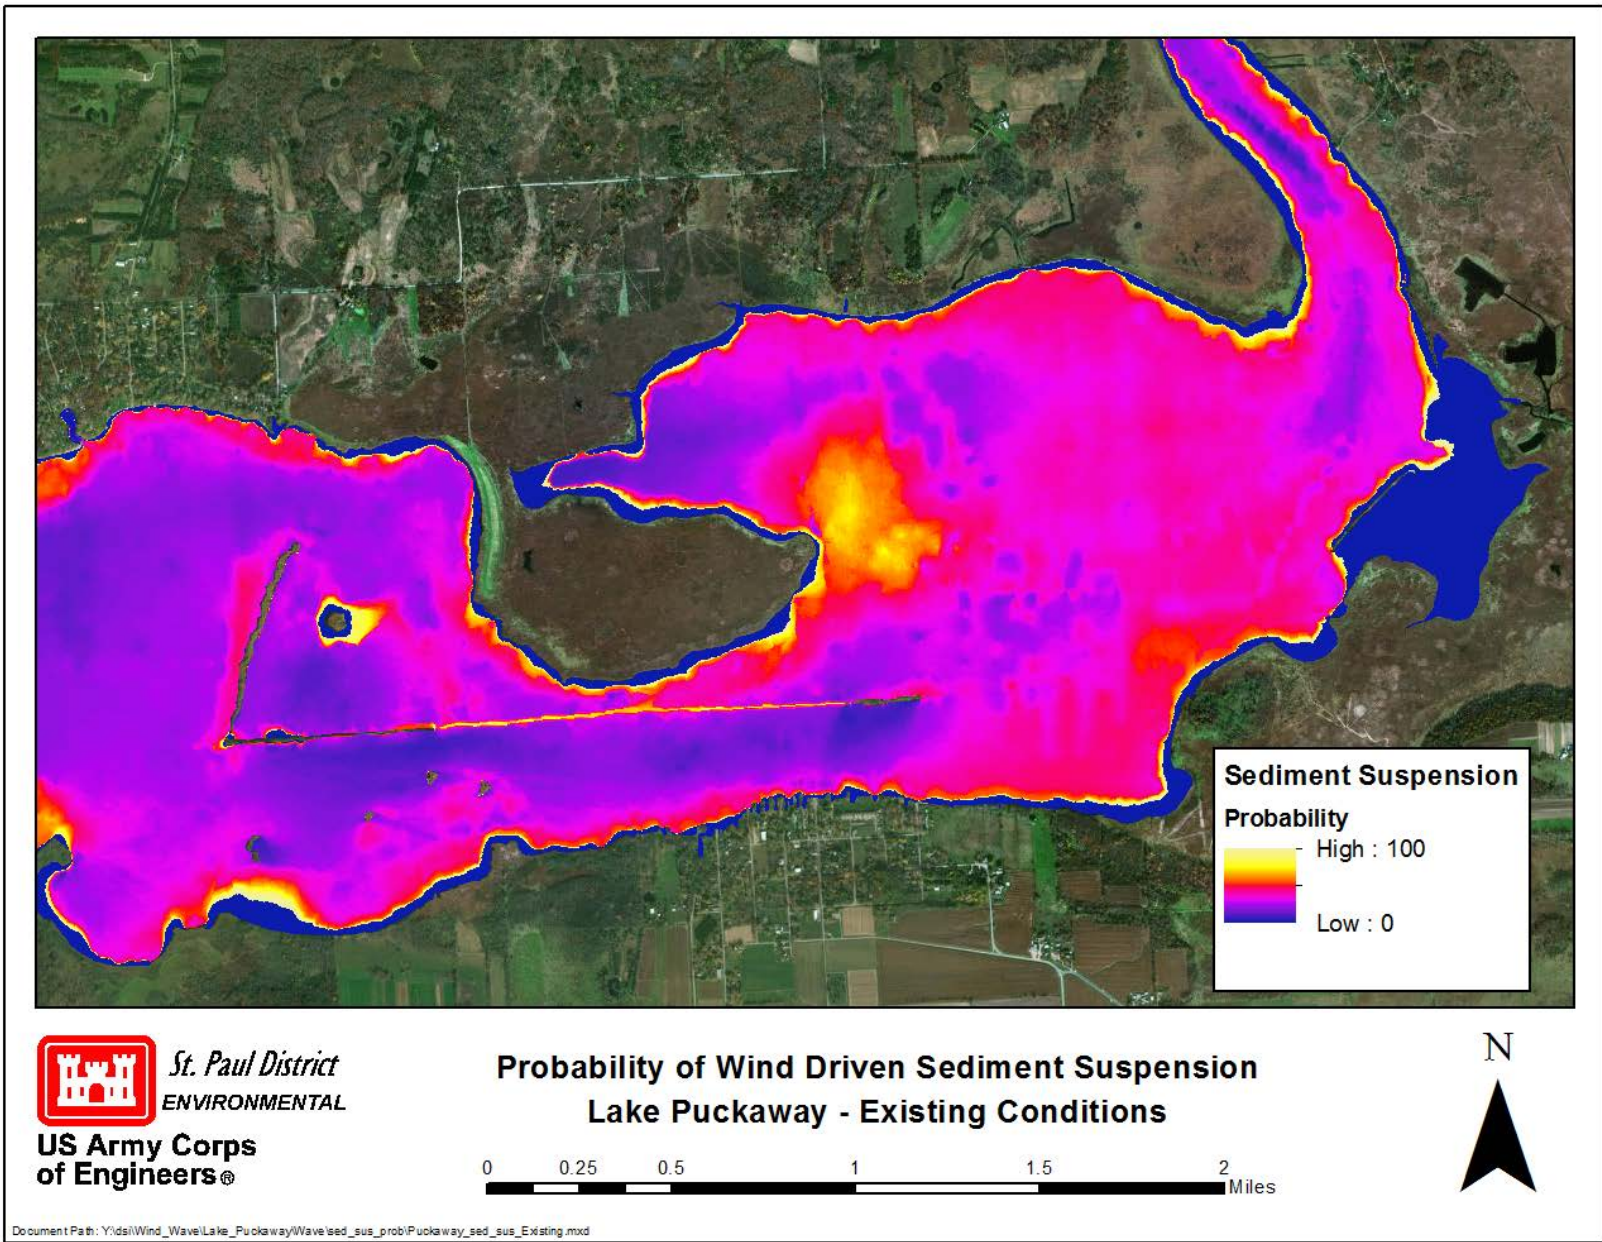 Sediment Suspension
Probability
High : 100
Low : 0
St. Paul District
ENVIRONMENTAL
US Army Corps
of Engineers®
Probability of Wind Driven Sediment Suspension
Lake Puckaway - Existing Conditions
0 0.25 0.5 1 1.5 2
Miles
N
Document Path: Y:\dsi\Wind_Wave\Lake_Puckaway\Wave\sed_sus_prob\Puckaway_sed_sus_Existing.mxd